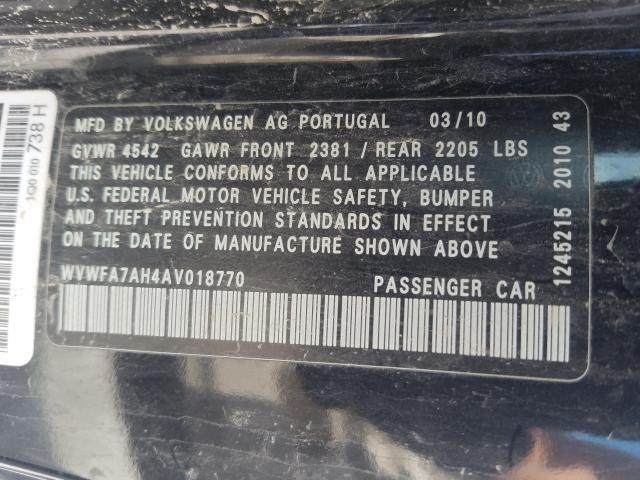 MFD BY VOLKSWAGEN AG PORTUGAL 03/10
GVWR 4542 GAWR FRONT 2381 / REAR 2205 LBS
THIS VEHICLE CONFORMS TO ALL APPLICABLE
U.S. FEDERAL MOTOR VEHICLE SAFETY, BUMPER
AND THEFT PREVENTION STANDARDS IN EFFECT
ON THE DATE OF MANUFACTURE SHOWN ABOVE
WVWFA7AH4AV018770 PASSENGER CAR
1245215 2010 43
1Q0 010 738 H